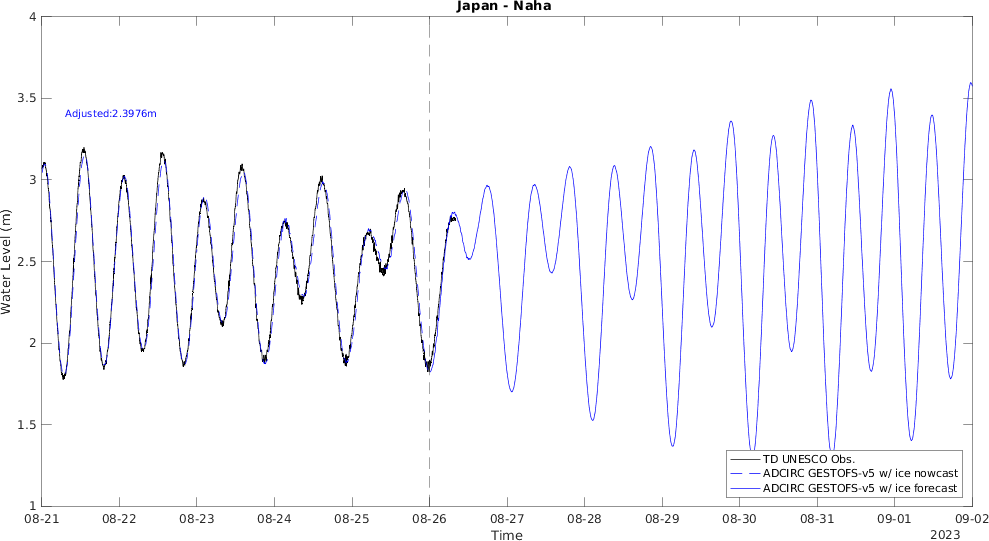 Japan - Naha
Water Level (m)
4
3.5
3
2.5
2
1.5
1
Adjusted:2.3976m
TD UNESCO Obs.
ADCIRC GESTOFS-v5 w/ ice nowcast
ADCIRC GESTOFS-v5 w/ ice forecast
08-21 08-22 08-23 08-24 08-25 08-26 08-27 08-28 08-29 08-30 08-31 09-01 09-02
Time
2023